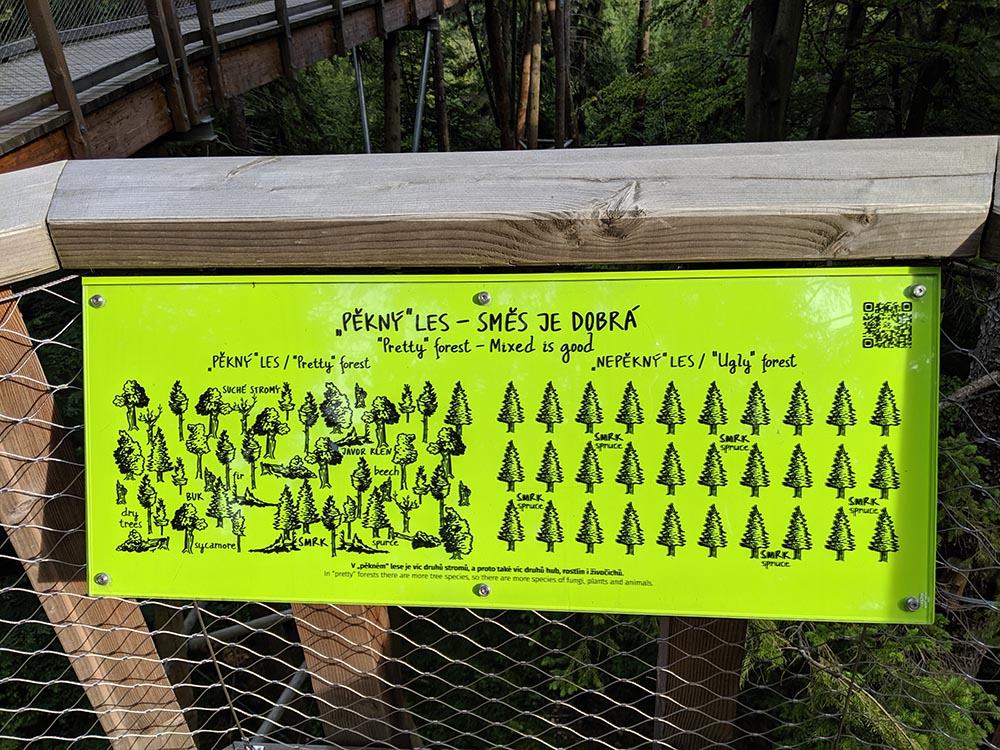 „PĚKNÝ“ LES – SMĚS JE DOBRÁ
"Pretty" forest – Mixed is good
„PĚKNÝ“ LES / "Pretty" forest
SUCHÉ STROMY
JAVOR KLEN
beech
BUK
dry
trees
sycamore
SMRK
spurce
„NEPĚKNÝ“ LES / "Ugly" forest
SMRK
spruce
SMRK
spruce
SMRK
spruce
SMRK
spruce
SMRK
spruce
V „pěkném“ lese je víc druhů stromů, a proto také víc druhů hub, rostlin i živočichů.
In "pretty" forests there are more tree species, so there are more species of fungi, plants and animals.